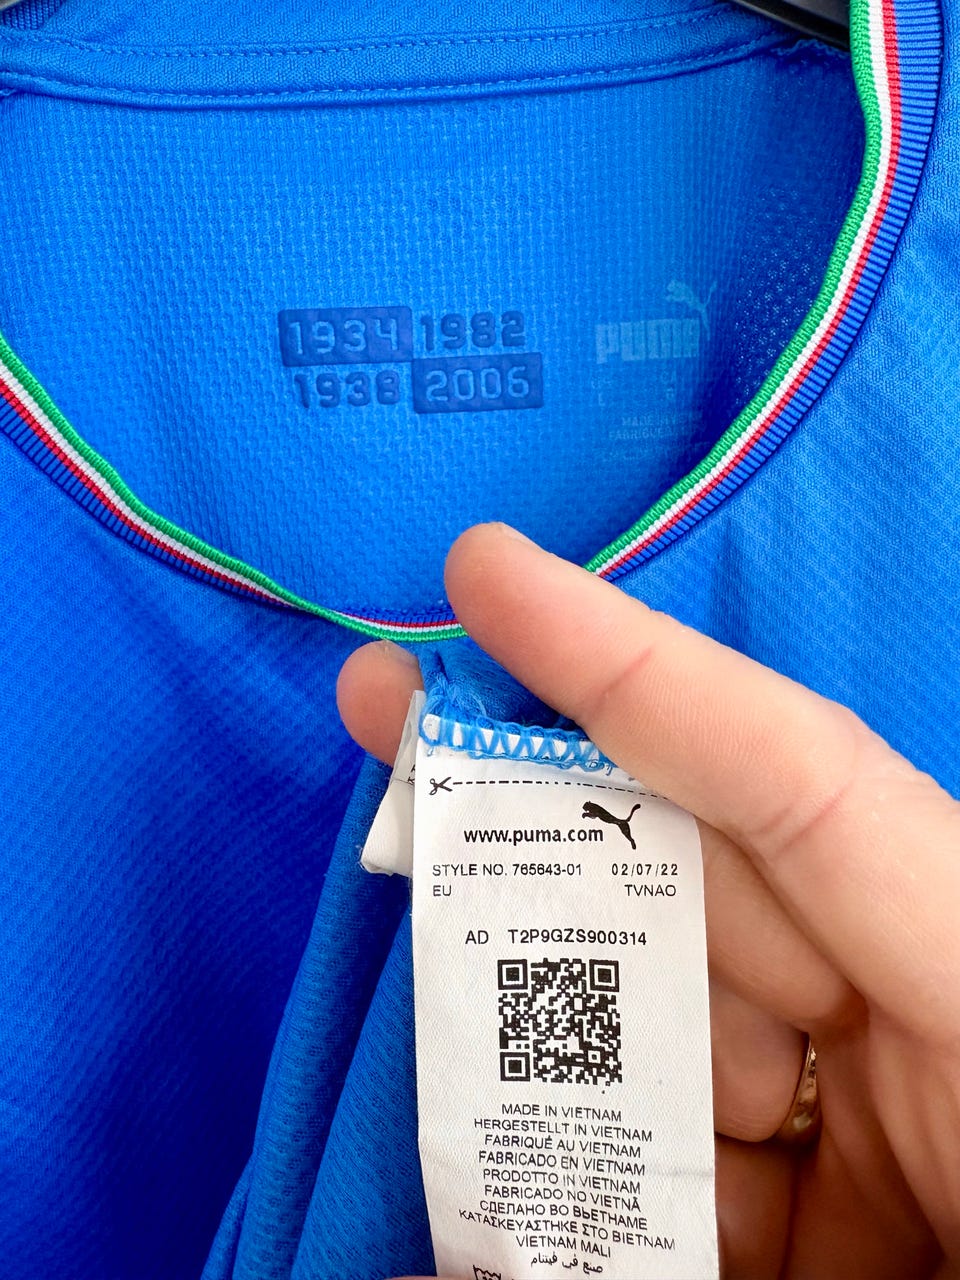 1934 1982
1938 2006
PUMA
www.puma.com
STYLE NO. 765643-01 02/07/22
EU TVNAO
AD T2P9GZS900314
MADE IN VIETNAM
HERGESTELLT IN VIETNAM
FABRIQUÉ AU VIETNAM
FABRICADO EN VIETNAM
PRODOTTO IN VIETNAM
FABRICADO NO VIETNÃ
СДЕЛАНО ВО ВЬЕТНАМЕ
ΚΑΤΑΣΚΕΥΑΣΤΗΚΕ ΣΤΟ ΒΙΕΤΝΑΜ
VİETNAM MALI
صنع في فيتنام